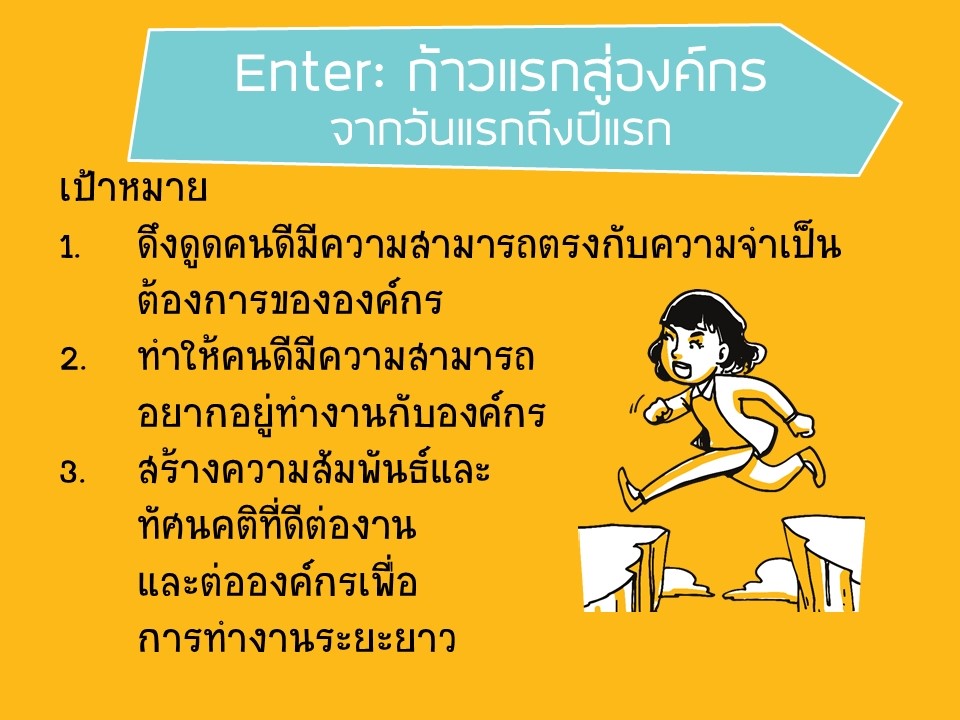 Enter: ก้าวแรกสู่องค์กร
จากวันแรกถึงปีแรก
เป้าหมาย
1. ดึงดูดคนดีมีความสามารถตรงกับความจำเป็น
ต้องการขององค์กร
2. ทำให้คนดีมีความสามารถ
อยากอยู่ทำงานกับองค์กร
3. สร้างความสัมพันธ์และ
ทัศนคติที่ดีต่องาน
และต่อองค์กรเพื่อ
การทำงานระยะยาว